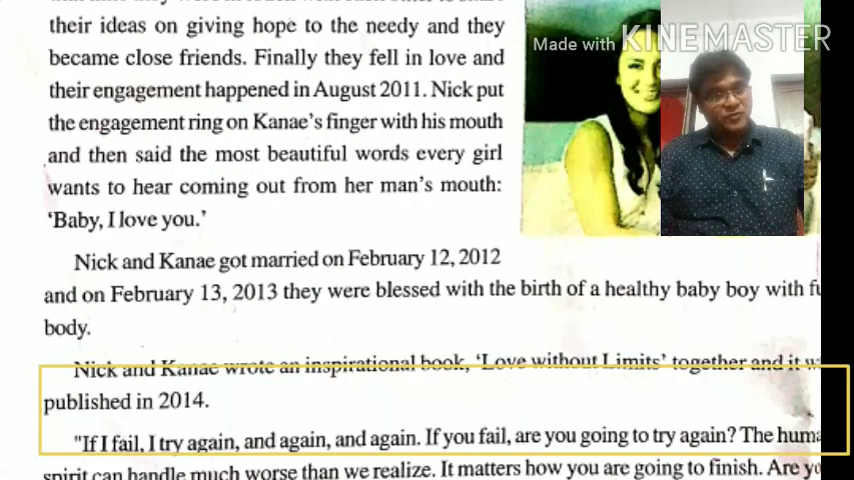 their ideas on giving hope to the needy and they
became close friends. Finally they fell in love and
their engagement happened in August 2011. Nick put
the engagement ring on Kanae's finger with his mouth
and then said the most beautiful words every girl
wants to hear coming out from her man's mouth:
'Baby, I love you.'
Nick and Kanae got married on February 12, 2012
and on February 13, 2013 they were blessed with the birth of a healthy baby boy with
body.
Nick and Kanae wrote an inspirational book, 'Love without Limits' together and it
published in 2014.
"If I fail, I try again, and again, and again. If you fail, are you going to try again? The
spirit can handle much worse than we realize. It matters how you are going to finish. Are
Made with KINEMASTER